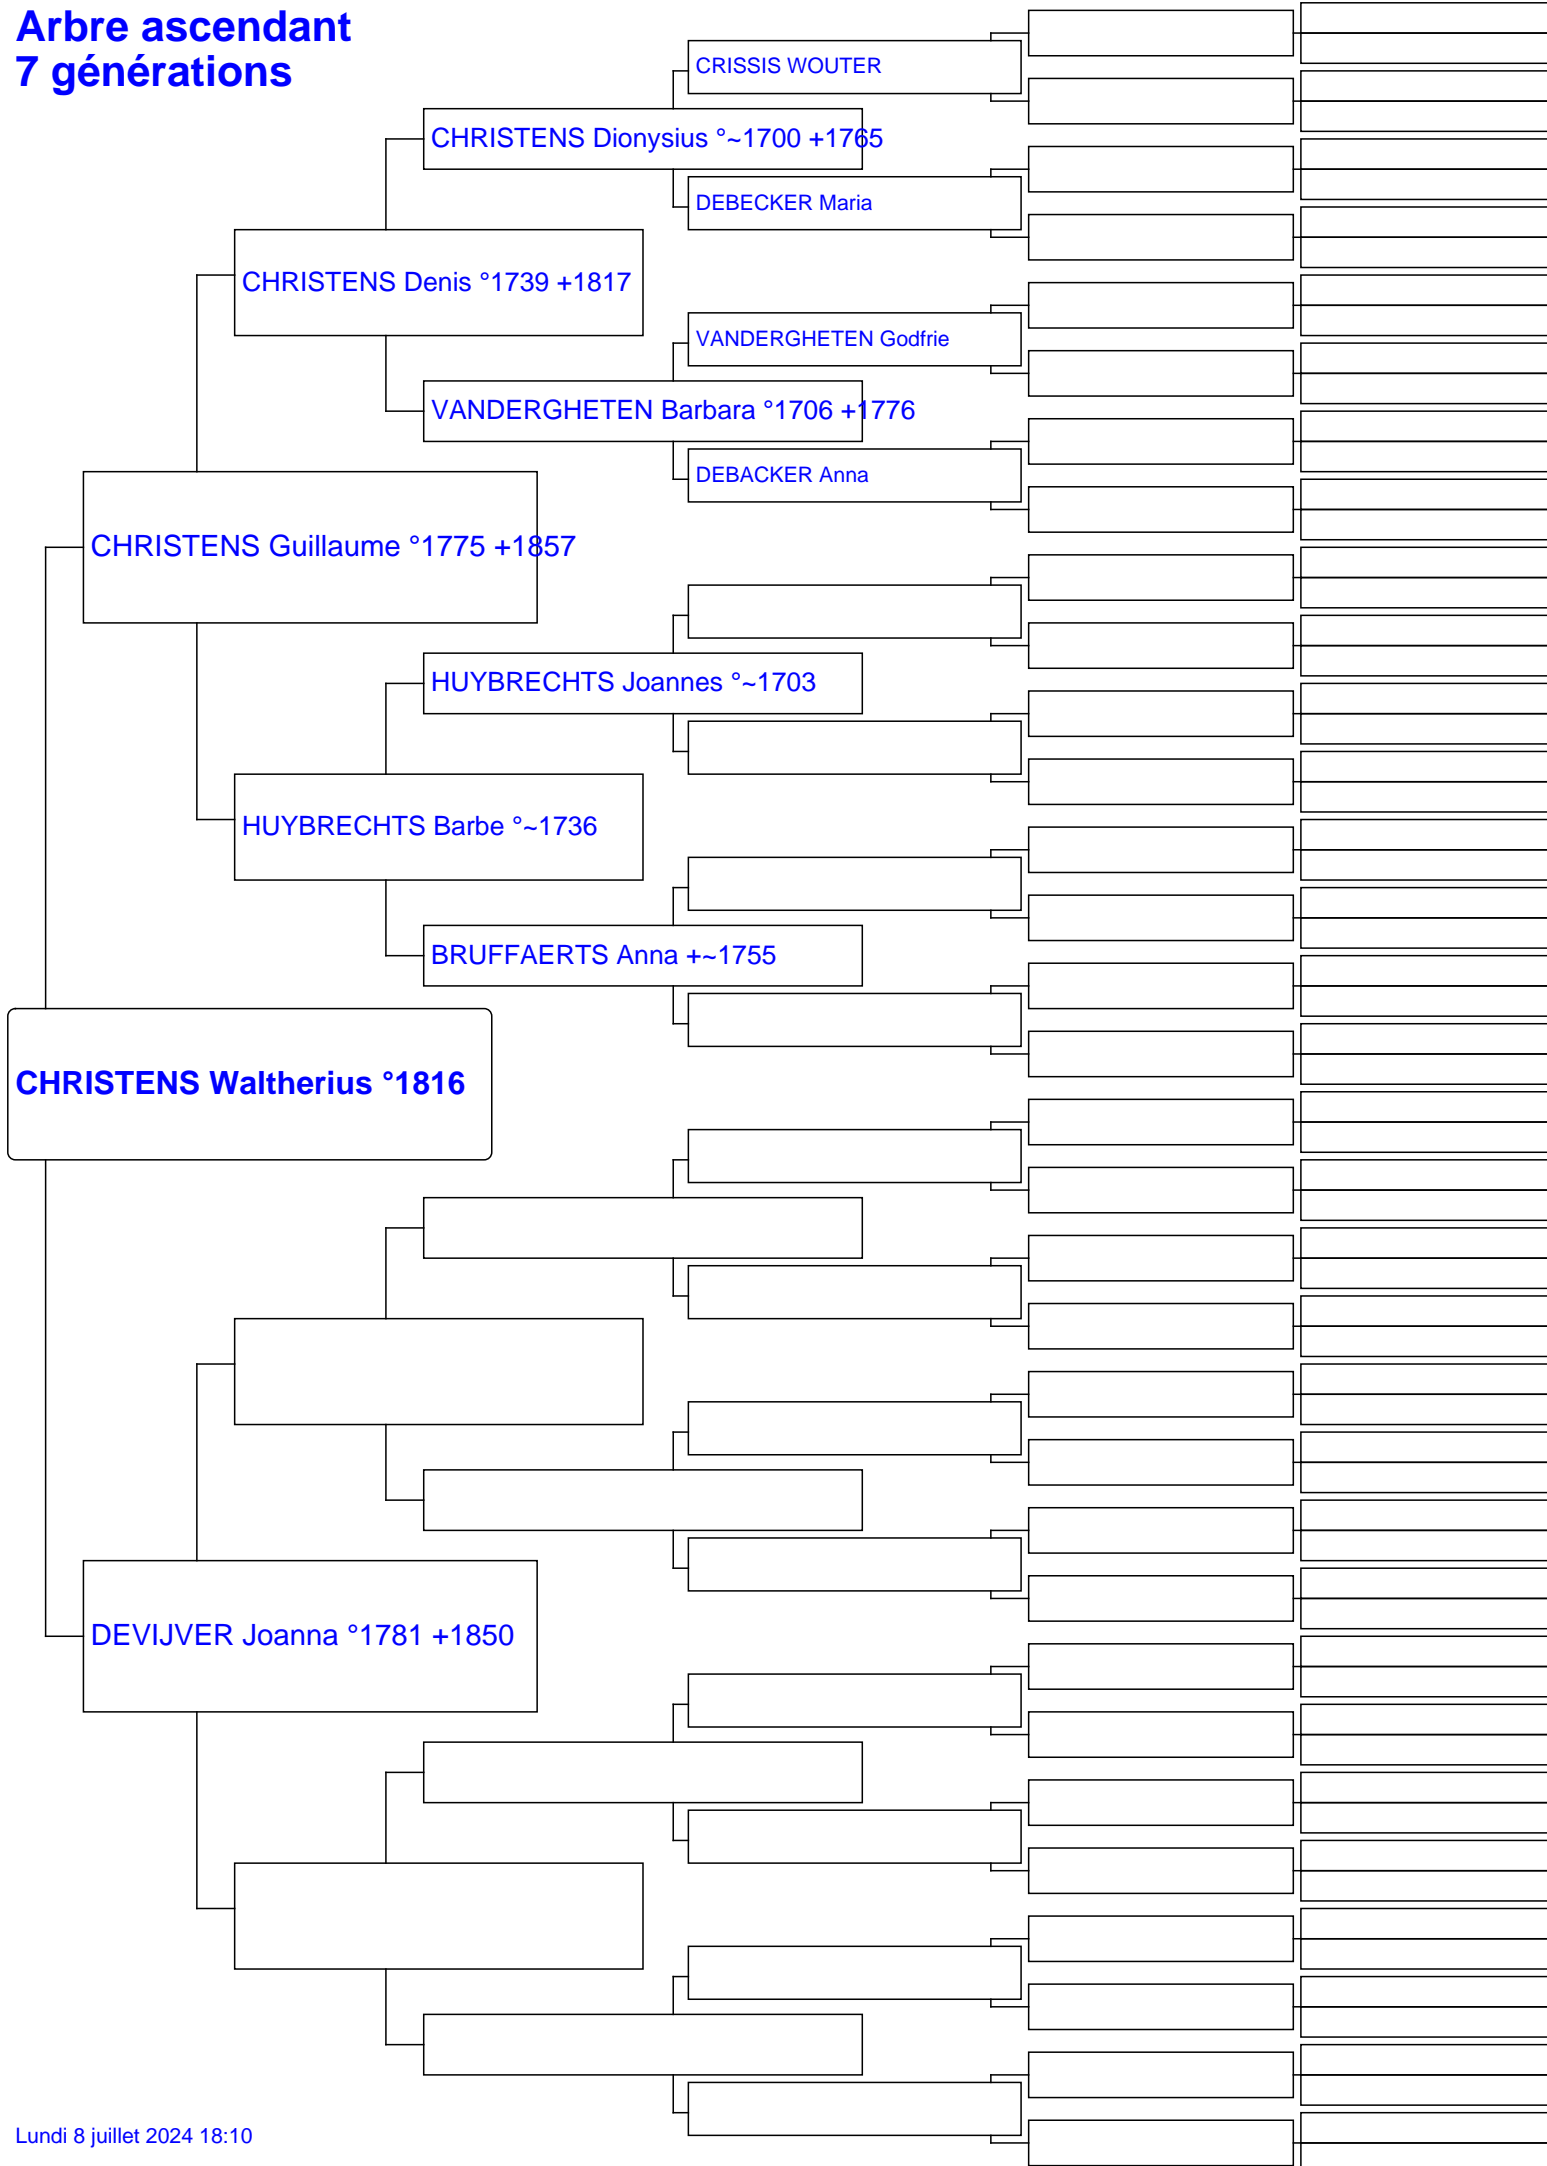 Arbre ascendant
7 générations
CRISSIS WOUTER
CHRISTENS Dionysius °~1700 +1765
DEBECKER Maria
CHRISTENS Denis °1739 +1817
VANDERGHETEN Godfrie
VANDERGHETEN Barbara °1706 +1776
DEBACKER Anna
CHRISTENS Guillaume °1775 +1857
HUYBRECHTS Joannes °~1703
HUYBRECHTS Barbe °~1736
BRUFFAERTS Anna +~1755
CHRISTENS Waltherius °1816
DEVIJVER Joanna °1781 +1850
Lundi 8 juillet 2024 18:10